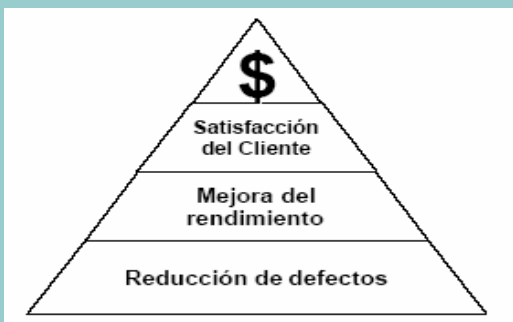 $
Satisfacción
del Cliente
Mejora del
rendimiento
Reducción de defectos